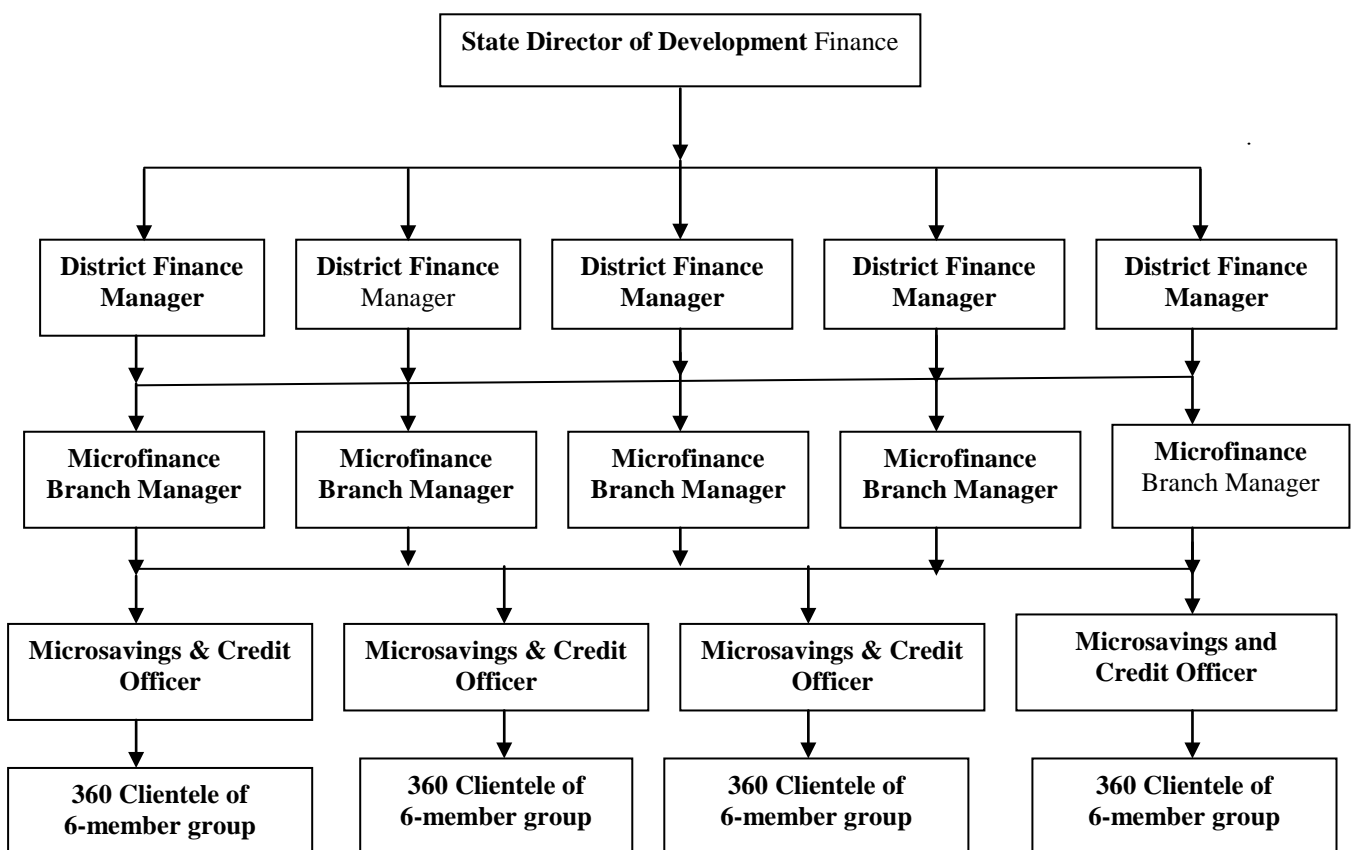 State Director of Development Finance
District Finance
Manager
District Finance
Manager
District Finance
Manager
District Finance
Manager
District Finance
Manager
Microfinance
Branch Manager
Microfinance
Branch Manager
Microfinance
Branch Manager
Microfinance
Branch Manager
Microfinance
Branch Manager
Microsavings & Credit
Officer
Microsavings & Credit
Officer
Microsavings & Credit
Officer
Microsavings and
Credit Officer
360 Clientele of
6-member group
360 Clientele of
6-member group
360 Clientele of
6-member group
360 Clientele of
6-member group